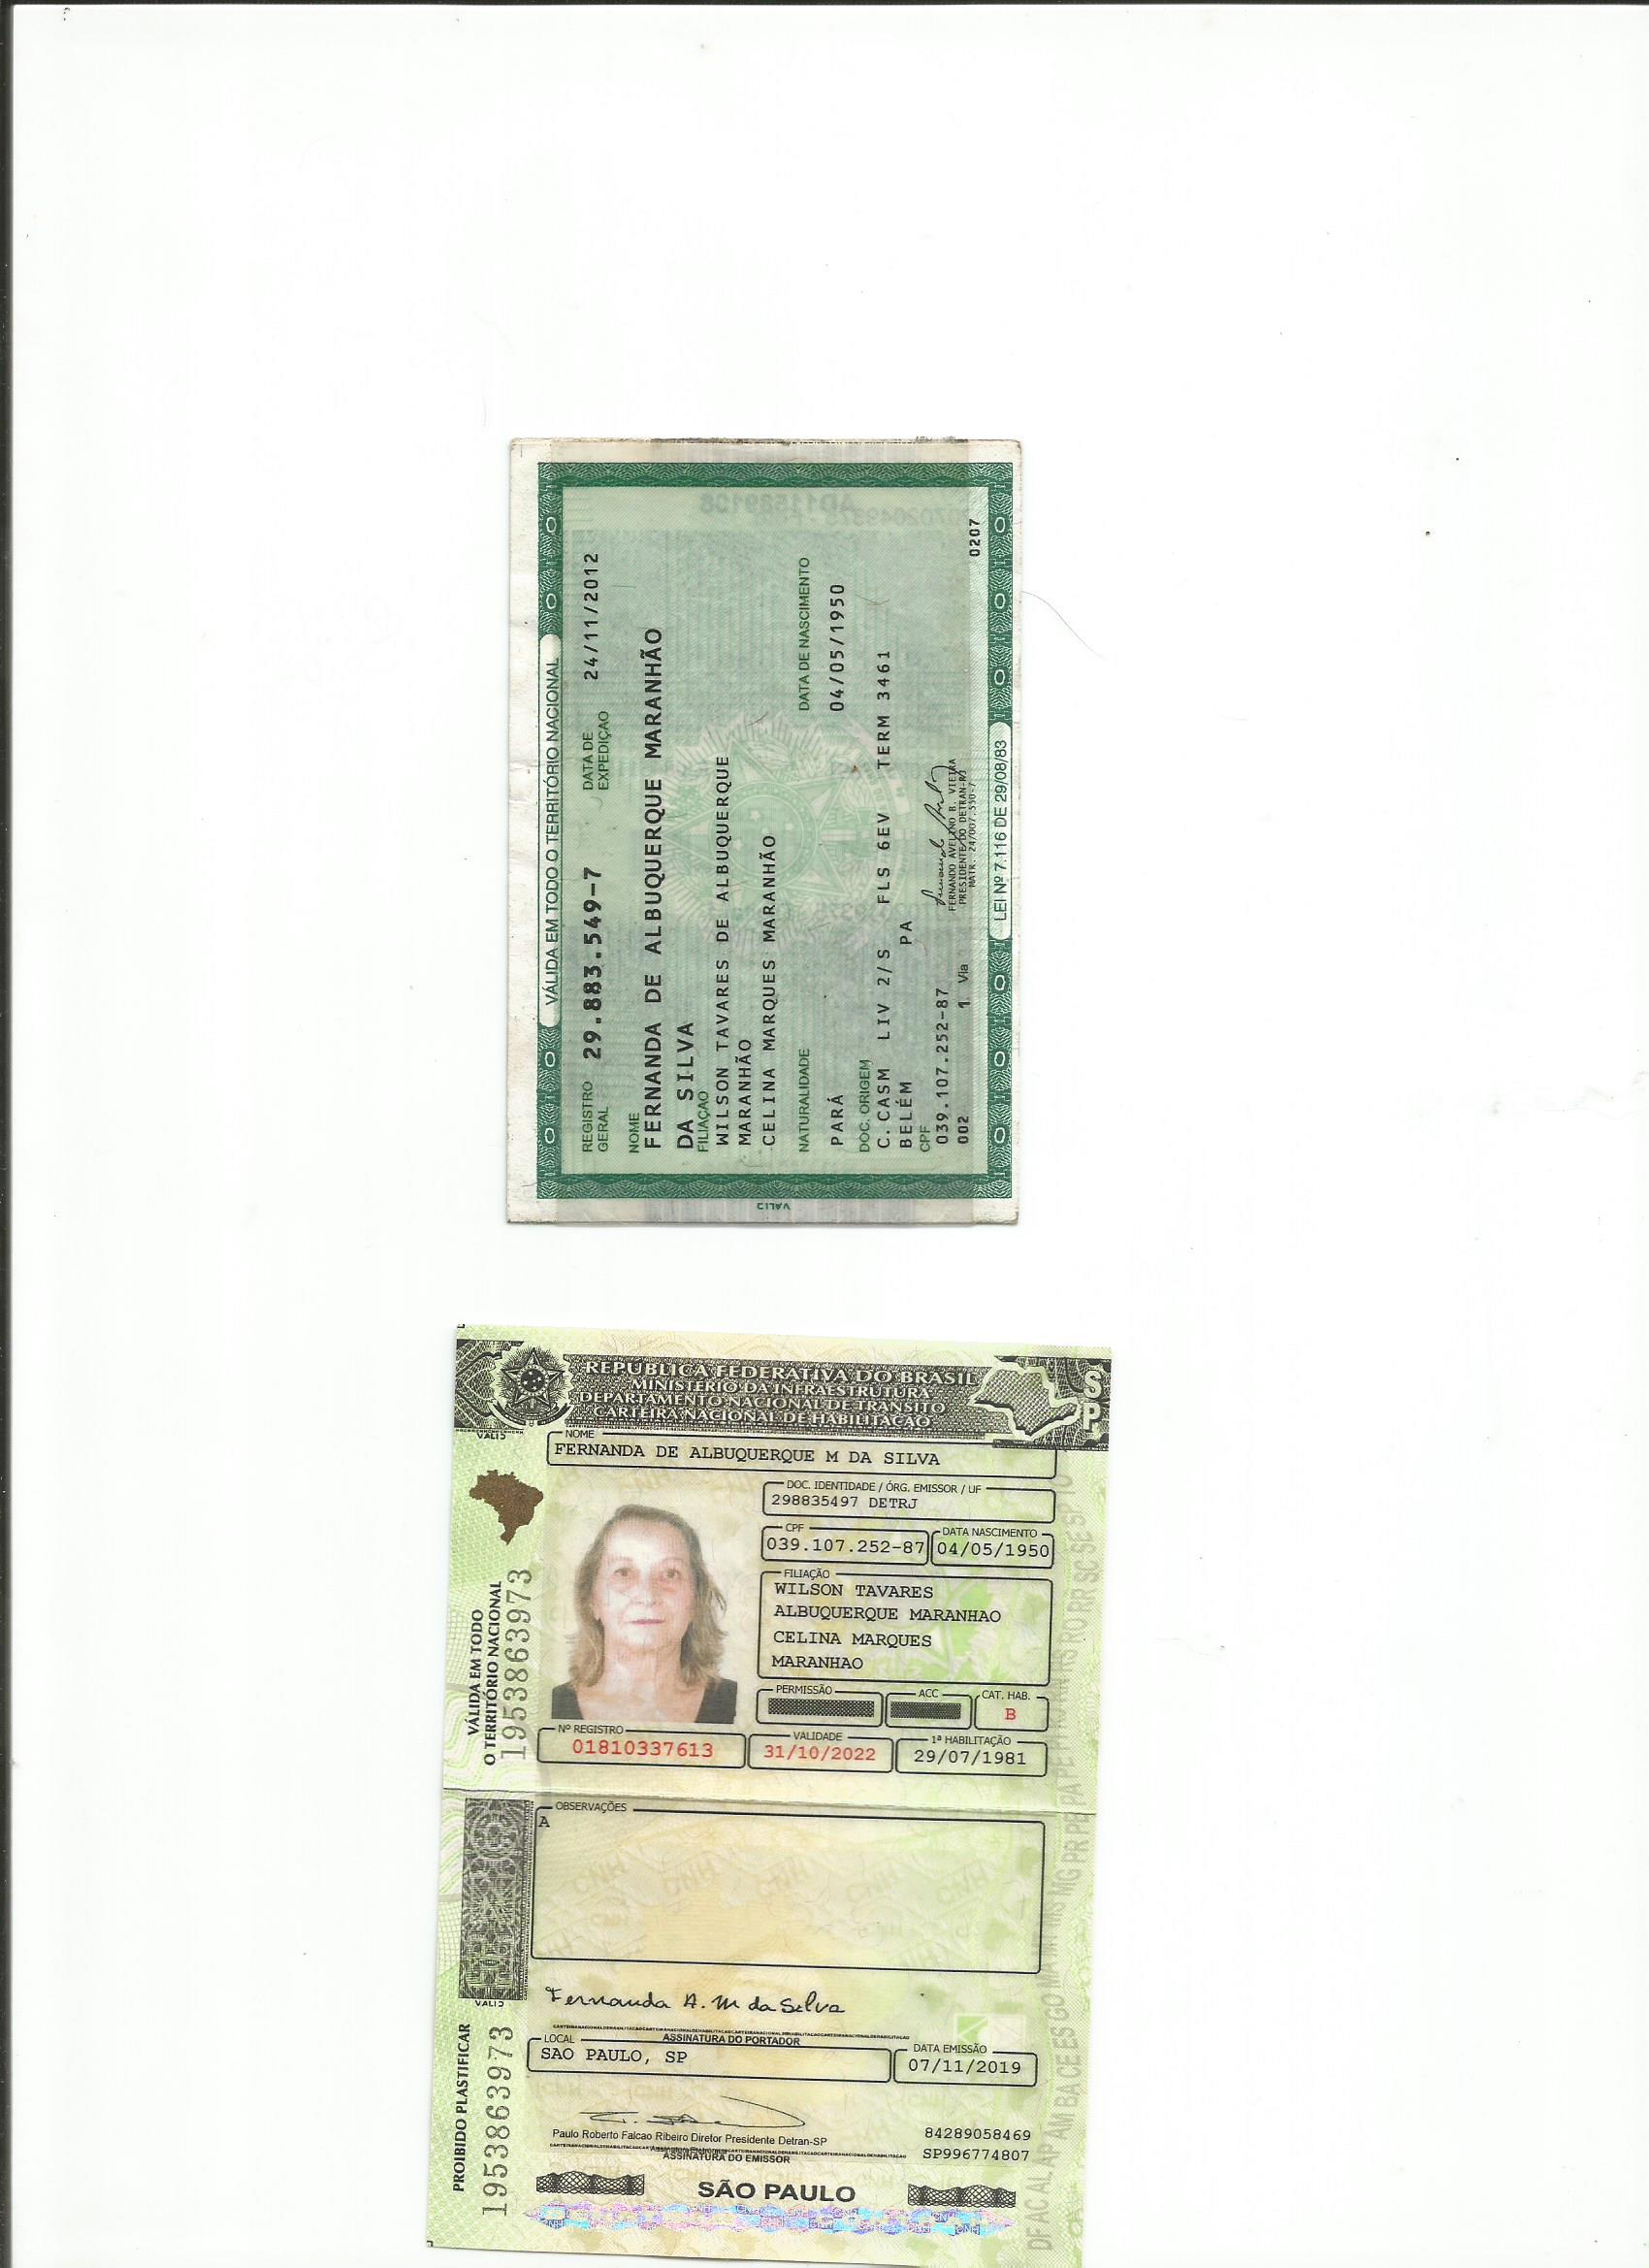 REPÚBLICA FEDERATIVA DO BRASIL
MINISTÉRIO DA INFRAESTRUTURA
DEPARTAMENTO NACIONAL DE TRÂNSITO
CARTEIRA NACIONAL DE HABILITAÇÃO
NOME
FERNANDA DE ALBUQUERQUE M DA SILVA
DOC. IDENTIDADE / ÓRG. EMISSOR / UF
298835497 DETRJ
CPF
039.107.252-87
DATA NASCIMENTO
04/05/1950
FILIAÇÃO
WILSON TAVARES
ALBUQUERQUE MARANHAO
CELINA MARQUES
MARANHAO
PERMISSÃO
ACC
CAT. HAB.
B
Nº REGISTRO
01810337613
VALIDADE
31/10/2022
1ª HABILITAÇÃO
29/07/1981
VÁLIDA EM TODO
O TERRITÓRIO NACIONAL
1953863973
SP
OBSERVAÇÕES
A
Fernanda A. M da Silva
ASSINATURA DO PORTADOR
LOCAL
SAO PAULO, SP
DATA EMISSÃO
07/11/2019
Paulo Roberto Falcao Ribeiro Diretor Presidente Detran-SP
ASSINATURA DO EMISSOR
84289058469
SP996774807
SÃO PAULO
PROIBIDO PLASTIFICAR
1953863973
DF AC AL AP AM BA CE ES GO MA MT MS MG PR PB PA PE PI RJ RN RS RO RR SC SE SP TO
VÁLIDA EM TODO O TERRITÓRIO NACIONAL
REGISTRO GERAL 29.883.549-7 DATA DE EXPEDIÇAO 24/11/2012
NOME
FERNANDA DE ALBUQUERQUE MARANHÃO
DA SILVA
FILIAÇAO
WILSON TAVARES DE ALBUQUERQUE
MARANHÃO
CELINA MARQUES MARANHÃO
NATURALIDADE DATA DE NASCIMENTO
PARÁ 04/05/1950
DOC. ORIGEM
C.CASM LIV 2/S FLS 6EV TERM 3461
BELÉM PA
CPF
039.107.252-87
002 1 Via
FERNANDO AVELINO B. VIEIRA
PRESIDENTE DO DETRAN-RJ
MATR. 24/007.550-7
0207
LEI Nº 7.116 DE 29/08/83